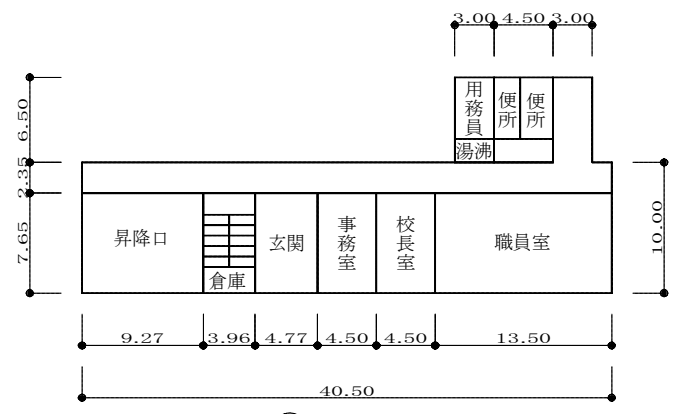 3.00 4.50 3.00
6.50
2.35
7.65
用務員
便所
便所
湯沸
昇降口
倉庫
玄関
事務室
校長室
職員室
10.00
9.27 3.96 4.77 4.50 4.50 13.50
40.50